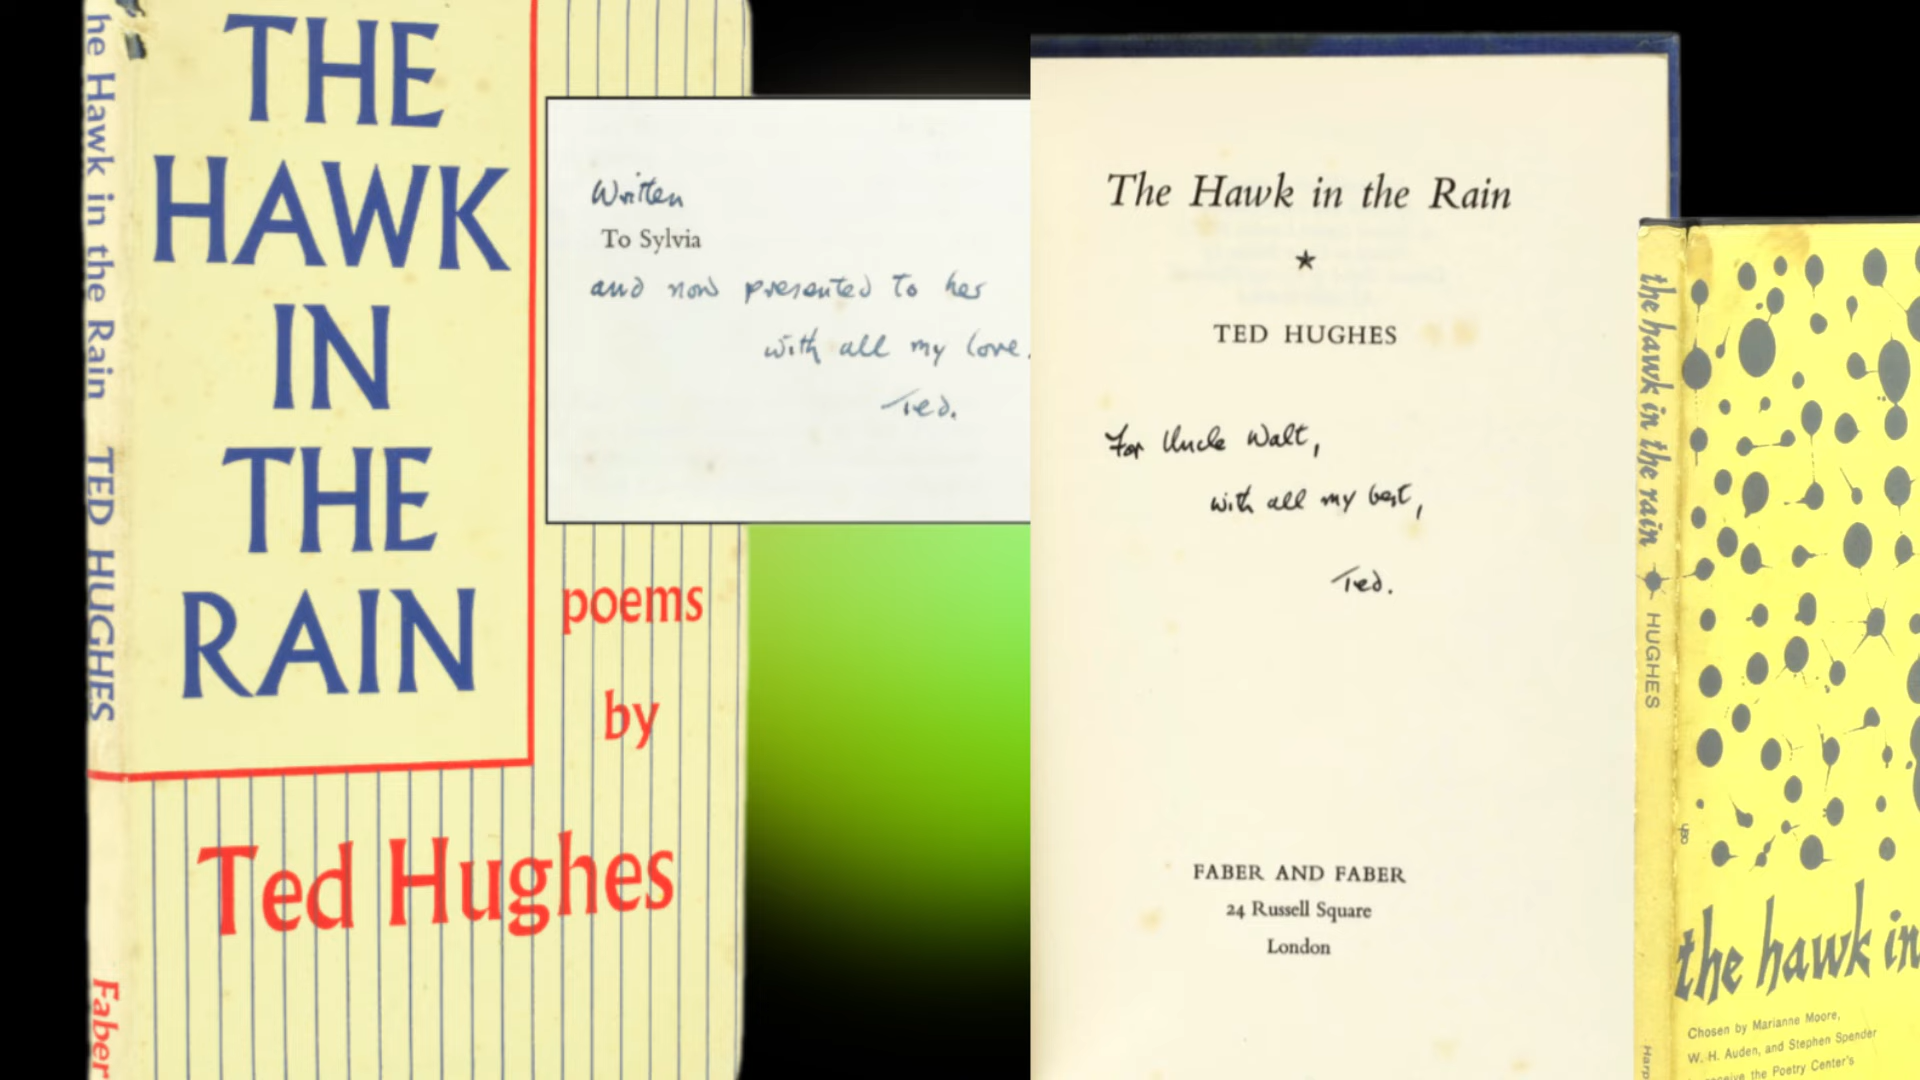 he Hawk in the Rain TED HUGHES
Faber
THE
HAWK
IN
THE
RAIN
poems
by
Ted Hughes
Written
To Sylvia
and now presented to her
with all my love.
Ted.
The Hawk in the Rain
★
TED HUGHES
For Uncle Walt,
with all my best,
Ted.
FABER AND FABER
24 Russell Square
London
the hawk in the rain HUGHES
Harp
the hawk in
Chosen by Marianne Moore,
W. H. Auden, and Stephen Spender
receive the Poetry Center's